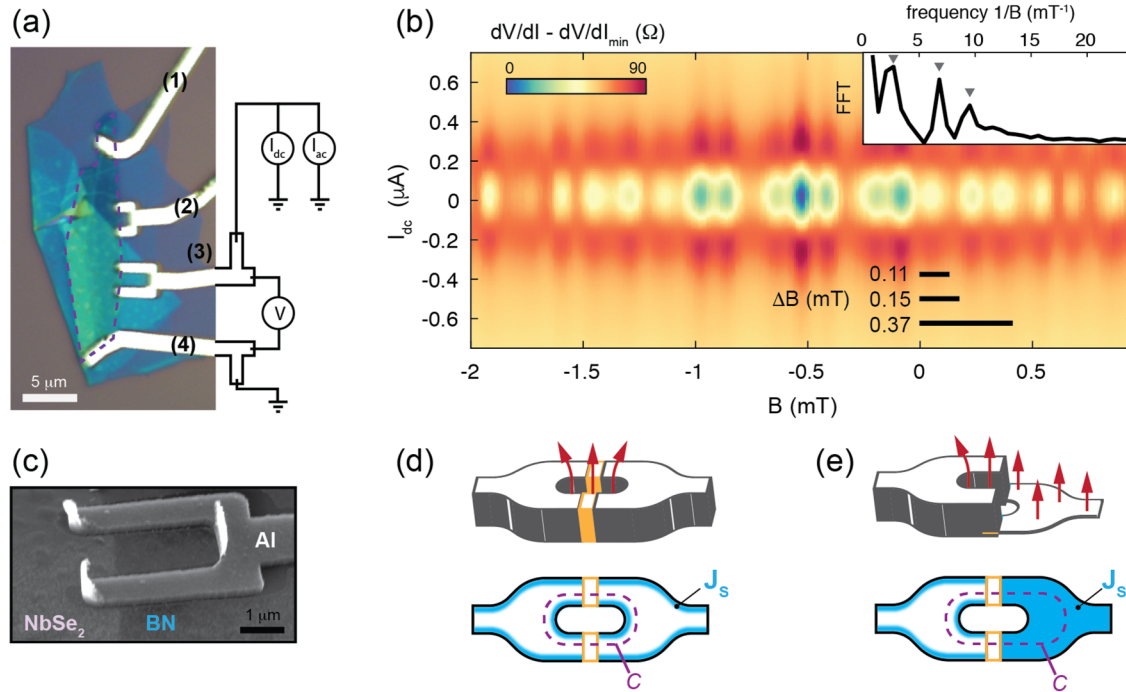 (a)
(1)
(2)
(3)
(4)
I_dc
I_ac
V
5 μm
(b)
dV/dI - dV/dI_min (Ω)
0
90
frequency 1/B (mT⁻¹)
0
5
10
15
20
FFT
I_dc (μA)
0.6
0.4
0.2
0
-0.2
-0.4
-0.6
ΔB (mT)
0.11
0.15
0.37
-2
-1.5
-1
-0.5
0
0.5
B (mT)
(c)
Al
NbSe₂
BN
1 μm
(d)
J_s
C
(e)
J_s
C